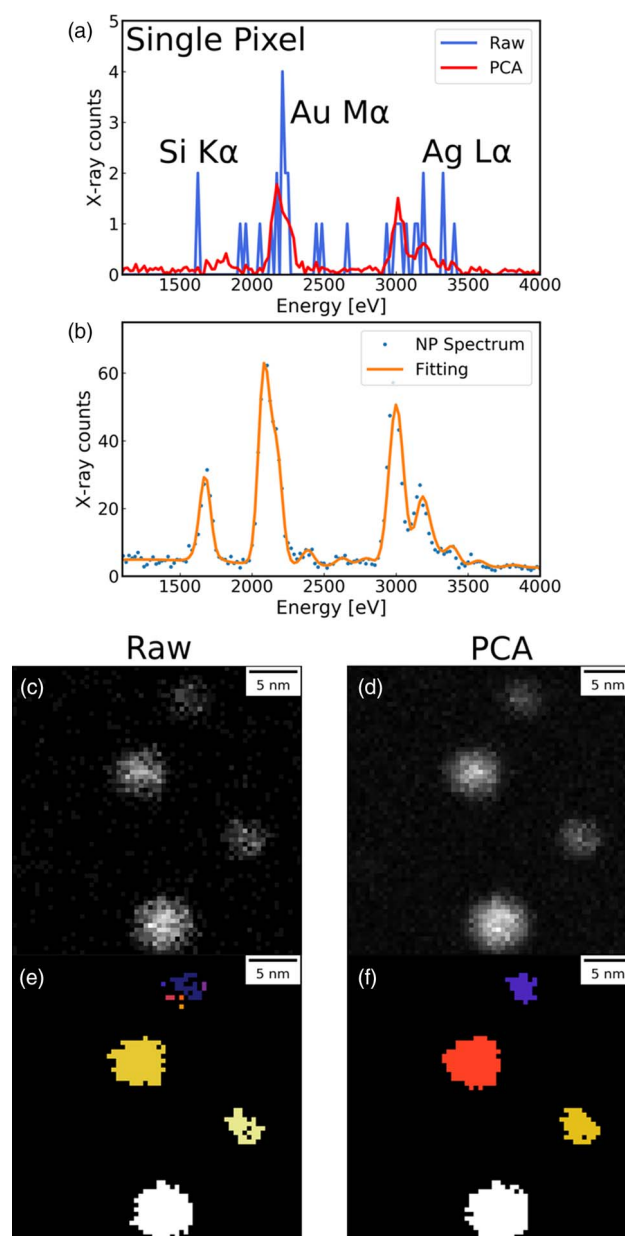 (a)
Single Pixel
Raw
PCA
Si Kα
Au Mα
Ag Lα
X-ray counts
5
4
3
2
1
0
1500 2000 2500 3000 3500 4000
Energy [eV]
(b)
NP Spectrum
Fitting
X-ray counts
60
40
20
0
1500 2000 2500 3000 3500 4000
Energy [eV]
Raw PCA
(c) 5 nm
(d) 5 nm
(e) 5 nm
(f) 5 nm